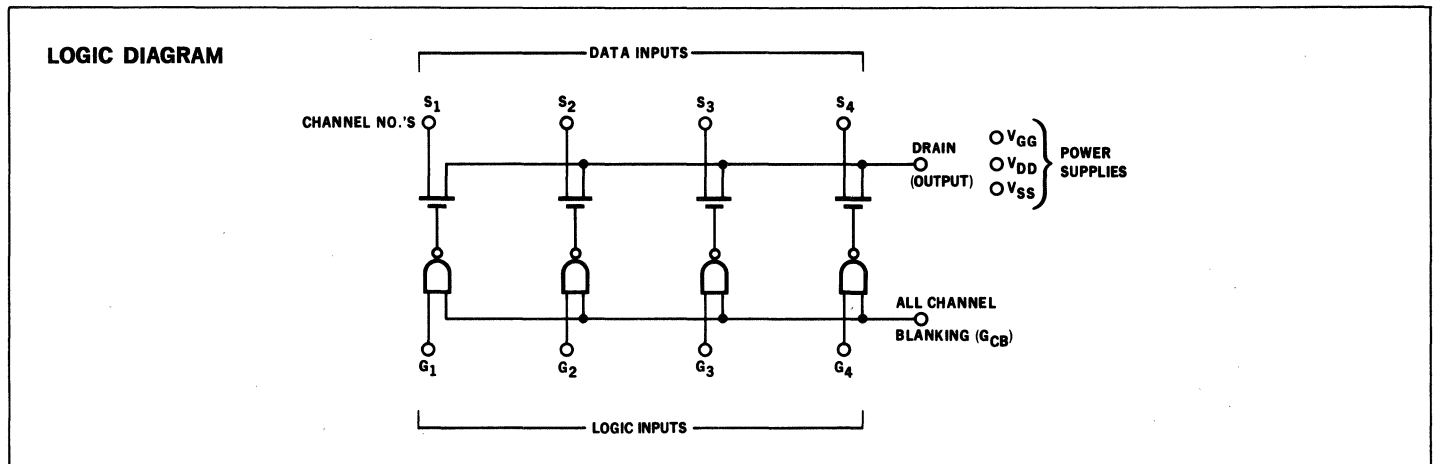 LOGIC DIAGRAM
DATA INPUTS
CHANNEL NO.'S
S1
S2
S3
S4
DRAIN
(OUTPUT)
VGG
VDD
VSS
POWER
SUPPLIES
ALL CHANNEL
BLANKING (GCB)
G1
G2
G3
G4
LOGIC INPUTS